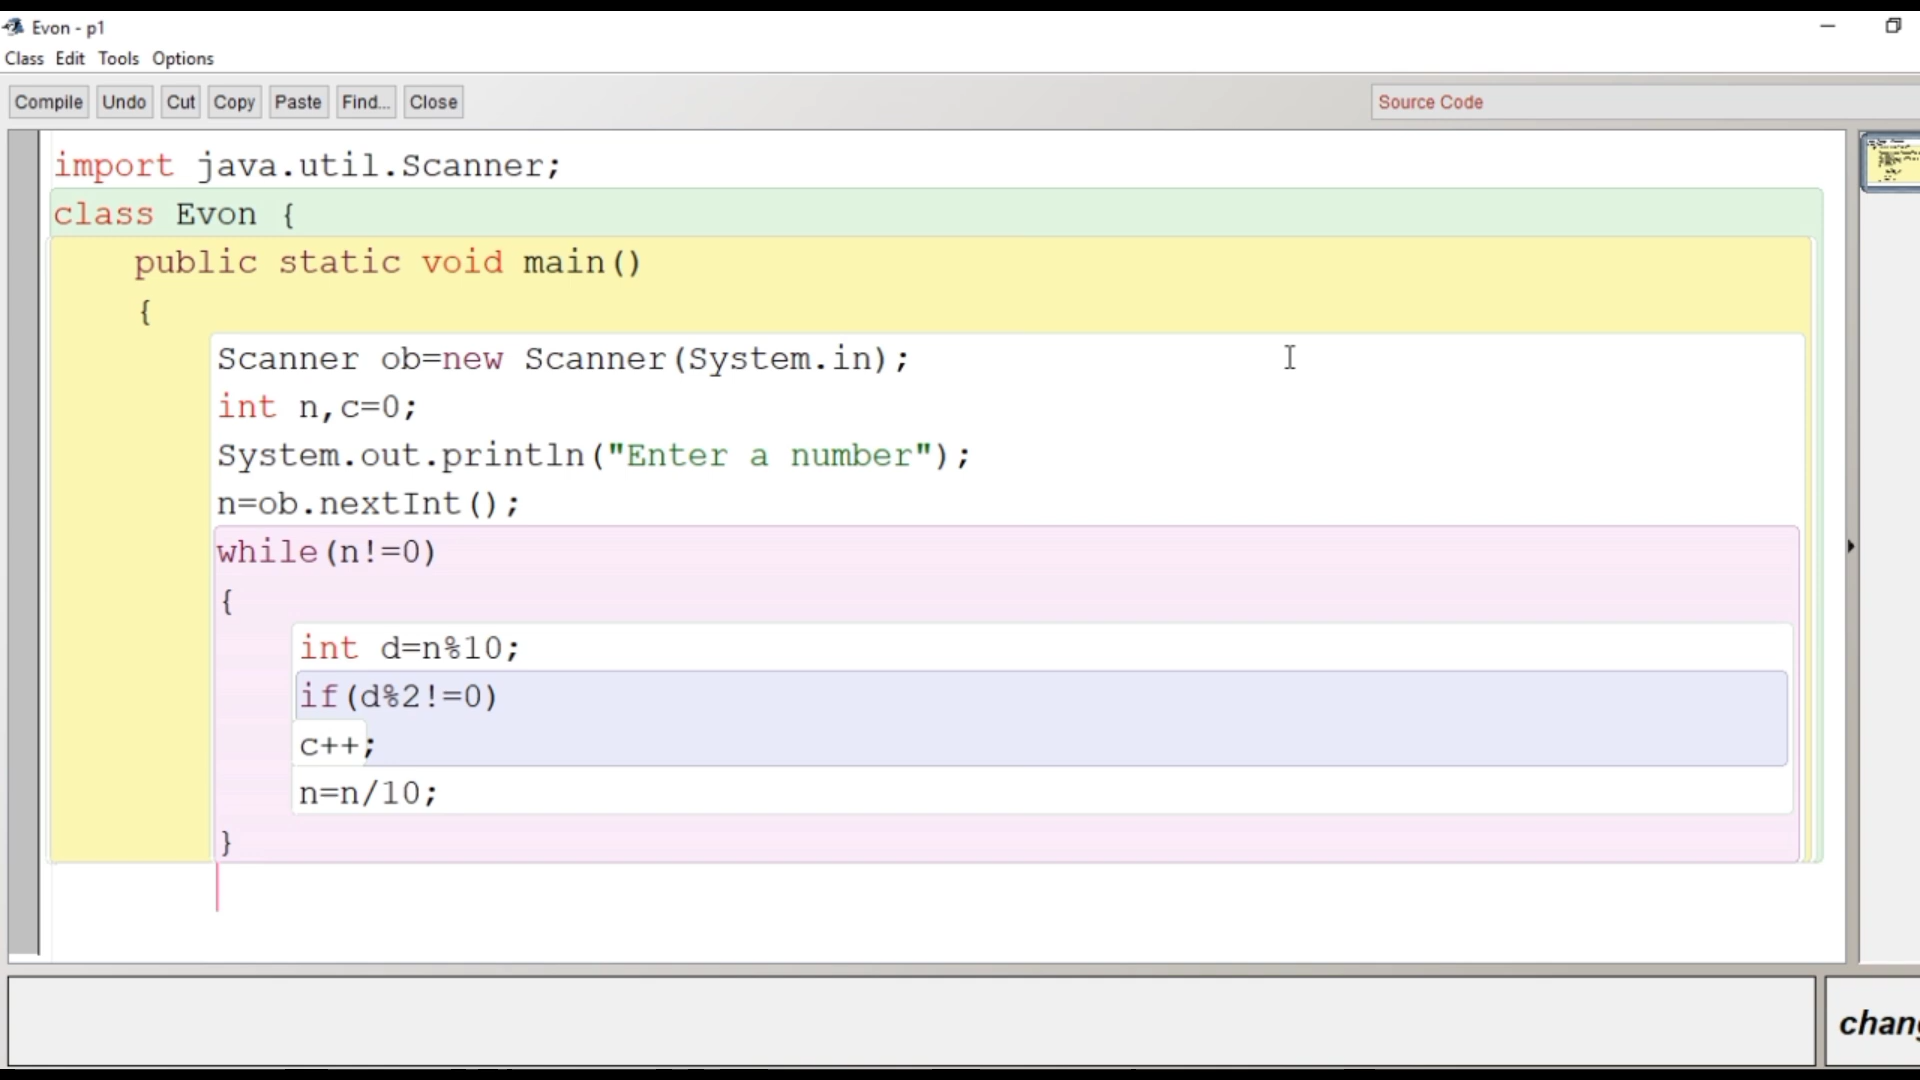 Evon - p1
Class Edit Tools Options
Compile Undo Cut Copy Paste Find... Close Source Code
import java.util.Scanner;
class Evon {
public static void main()
{
Scanner ob=new Scanner(System.in);
int n,c=0;
System.out.println("Enter a number");
n=ob.nextInt();
while(n!=0)
{
int d=n%10;
if(d%2!=0)
c++;
n=n/10;
}